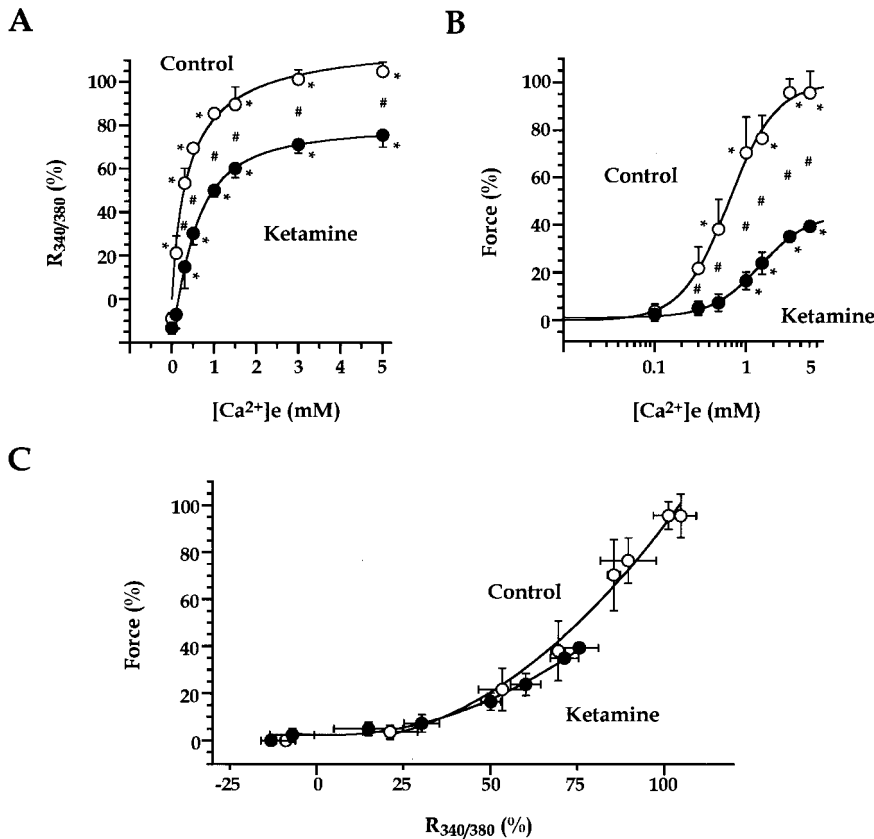 A
B
Control
100
80
60
40
20
0
R340/380 (%)
Ketamine
0 1 2 3 4 5
[Ca²⁺]e (mM)
100
80
60
40
20
0
Force (%)
Control
Ketamine
0.1 1 5
[Ca²⁺]e (mM)
C
100
80
60
40
20
0
Force (%)
Control
Ketamine
-25 0 25 50 75 100
R340/380 (%)